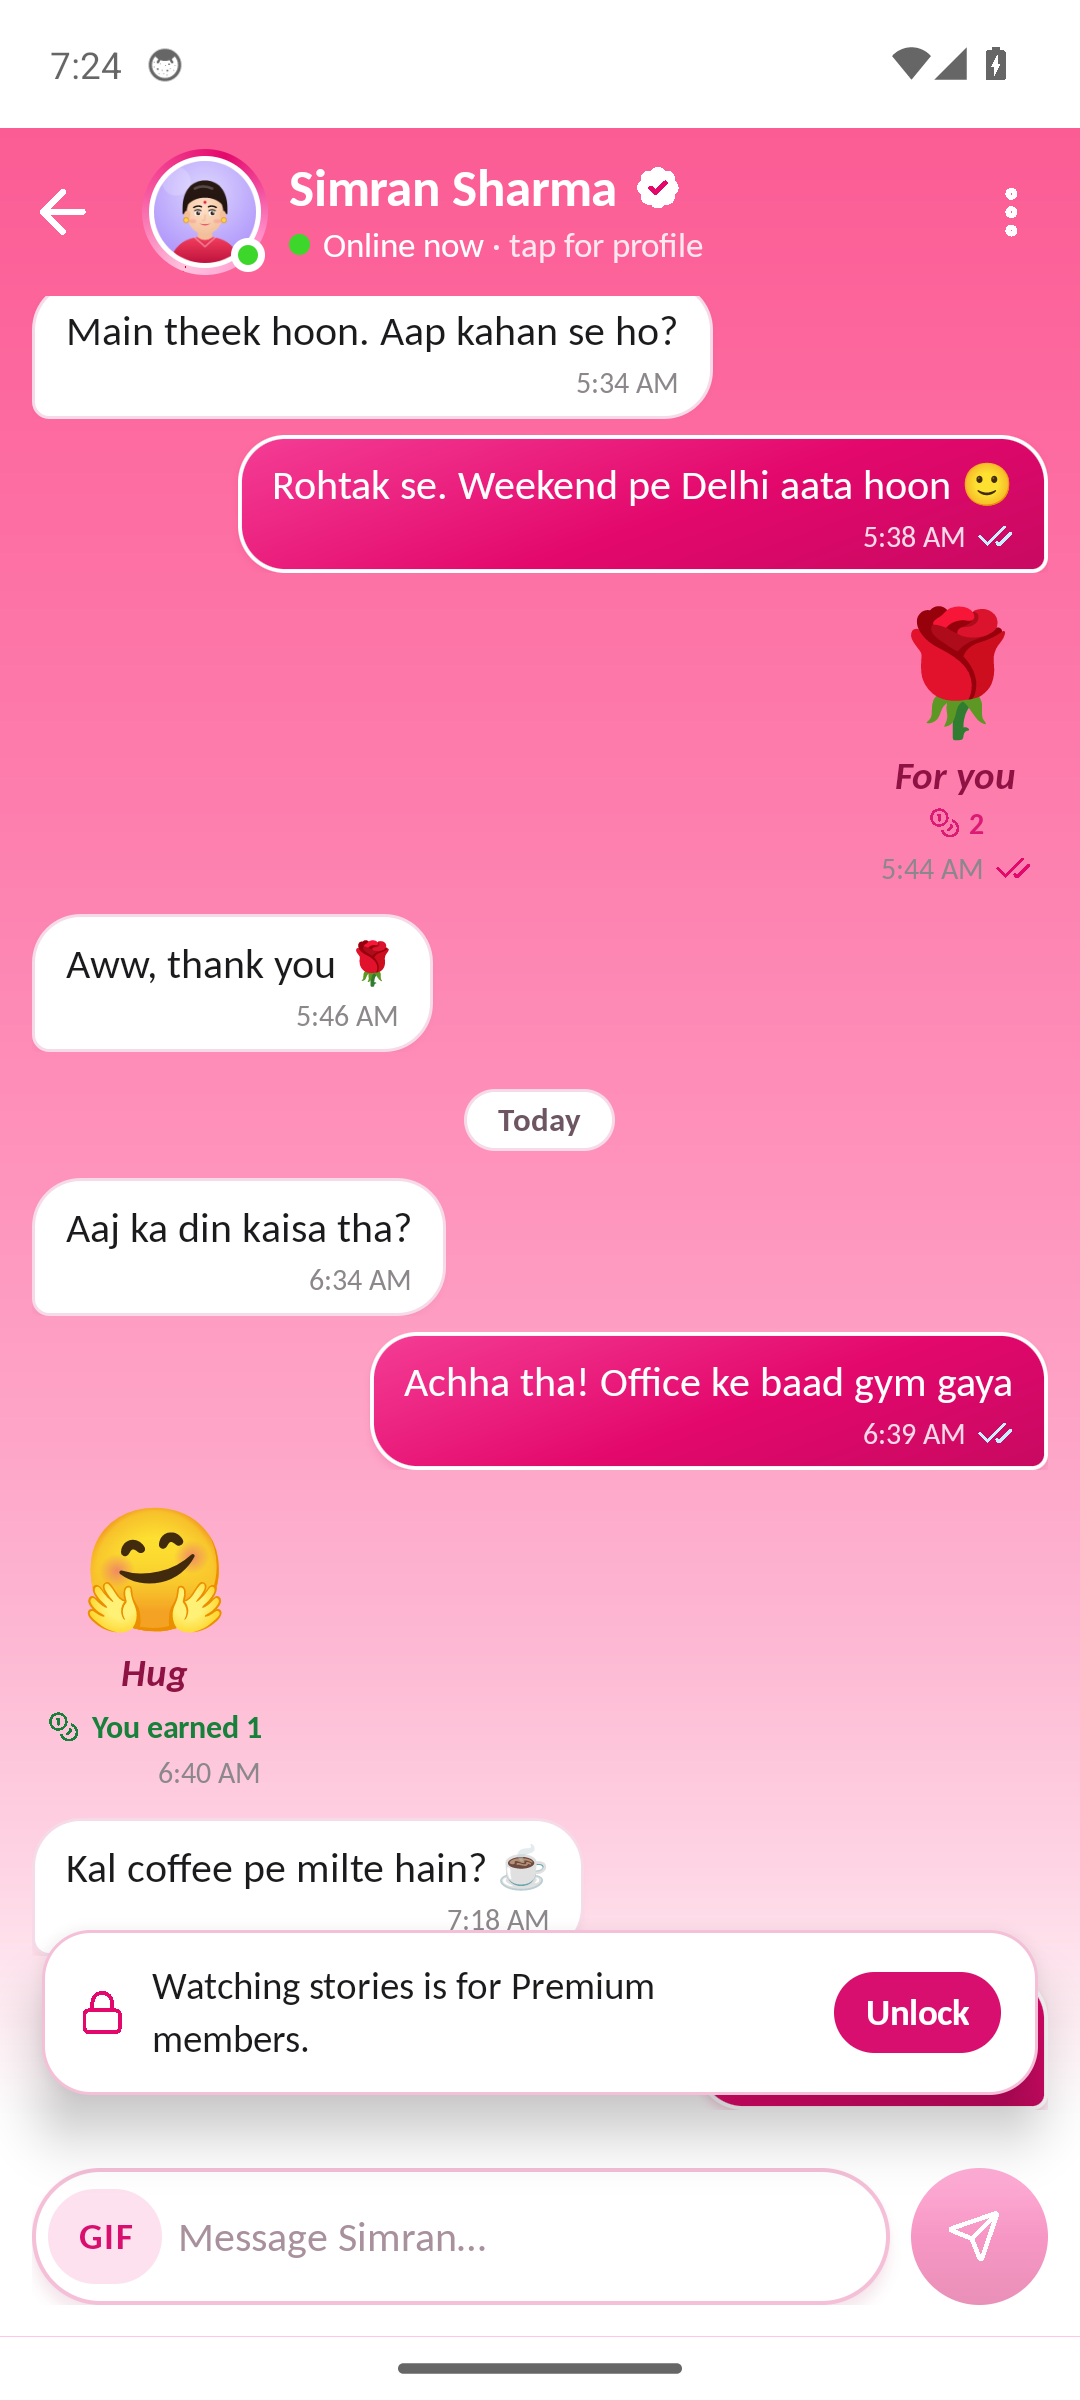 7:24
Simran Sharma
Online now · tap for profile
Main theek hoon. Aap kahan se ho?
5:34 AM
Rohtak se. Weekend pe Delhi aata hoon 🙂
5:38 AM
For you
2
5:44 AM
Aww, thank you 🌹
5:46 AM
Today
Aaj ka din kaisa tha?
6:34 AM
Achha tha! Office ke baad gym gaya
6:39 AM
Hug
You earned 1
6:40 AM
Kal coffee pe milte hain? ☕
7:18 AM
Watching stories is for Premium
members.
Unlock
GIF
Message Simran...